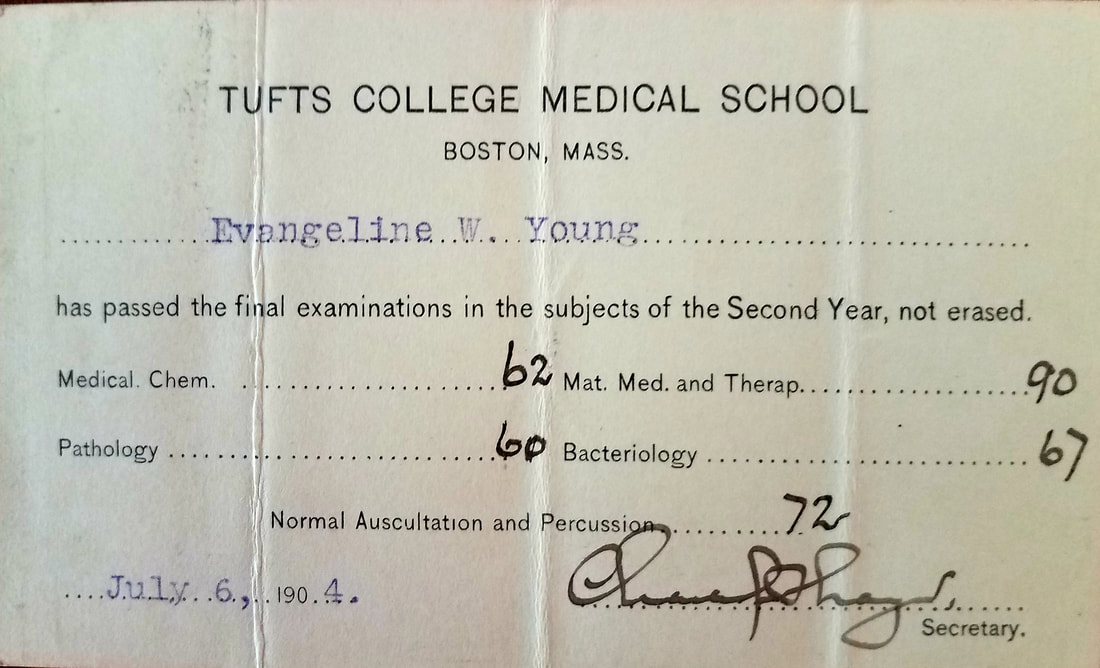 TUFTS COLLEGE MEDICAL SCHOOL
BOSTON, MASS.
Evangeline W. Young
has passed the final examinations in the subjects of the Second Year, not erased.
Medical. Chem. 62 Mat. Med. and Therap. 90
Pathology 60 Bacteriology 67
Normal Auscultation and Percussion 72
July 6, 1904.
Secretary.